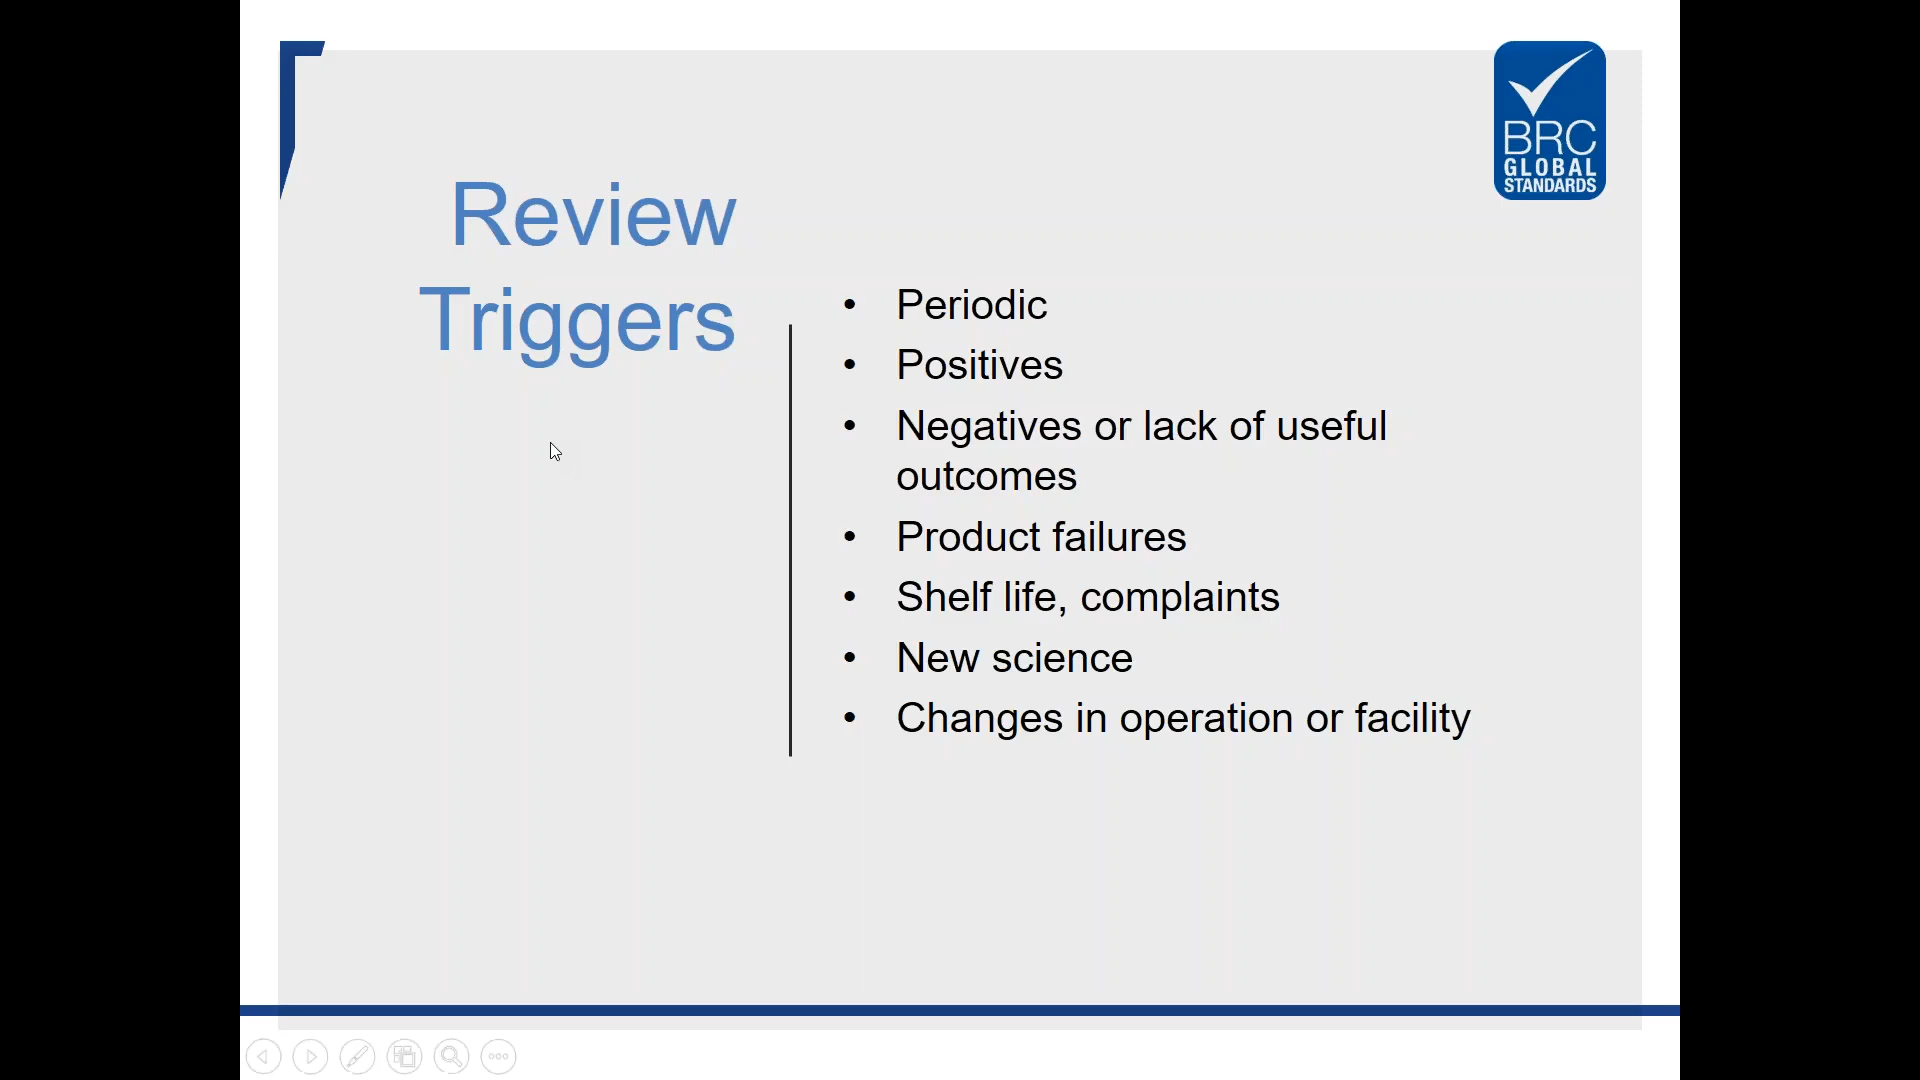 BRC
GLOBAL
STANDARDS
Review
Triggers
• Periodic
• Positives
• Negatives or lack of useful
outcomes
• Product failures
• Shelf life, complaints
• New science
• Changes in operation or facility